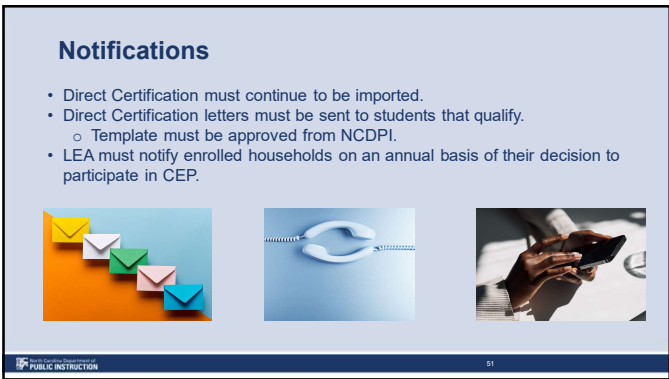 Notifications
• Direct Certification must continue to be imported.
• Direct Certification letters must be sent to students that qualify.
o Template must be approved from NCDPI.
• LEA must notify enrolled households on an annual basis of their decision to
participate in CEP.
North Carolina Department of
PUBLIC INSTRUCTION
51